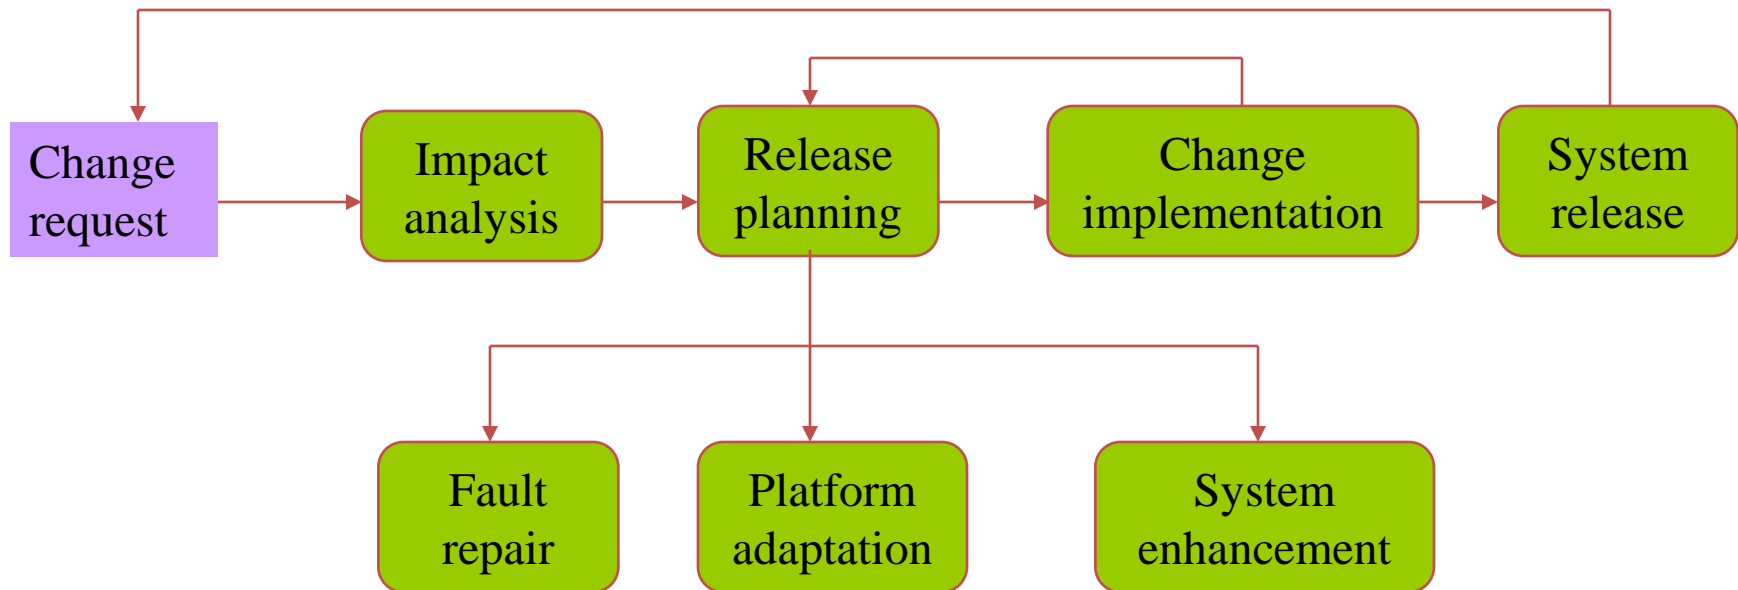 Change
request
Impact
analysis
Release
planning
Change
implementation
System
release
Fault
repair
Platform
adaptation
System
enhancement